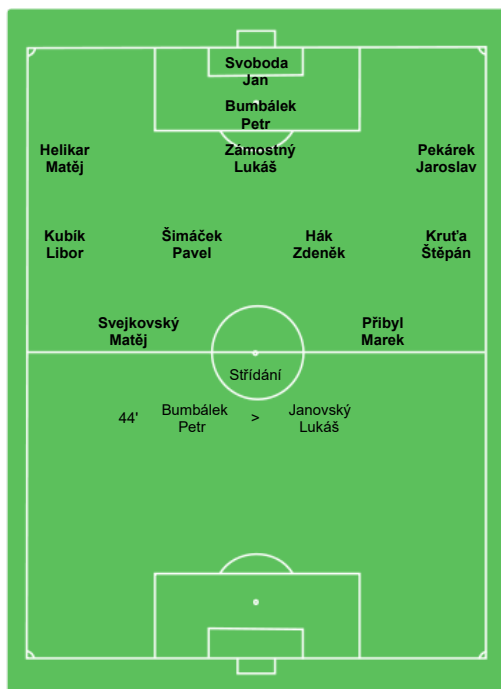 Svoboda
Jan
Bumbálek
Petr
Helikar
Matěj
Zámostný
Lukáš
Pekárek
Jaroslav
Kubík
Libor
Šimáček
Pavel
Hák
Zdeněk
Kruťa
Štěpán
Svejkovský
Matěj
Přibyl
Marek
Střídání
44' Bumbálek Petr > Janovský Lukáš